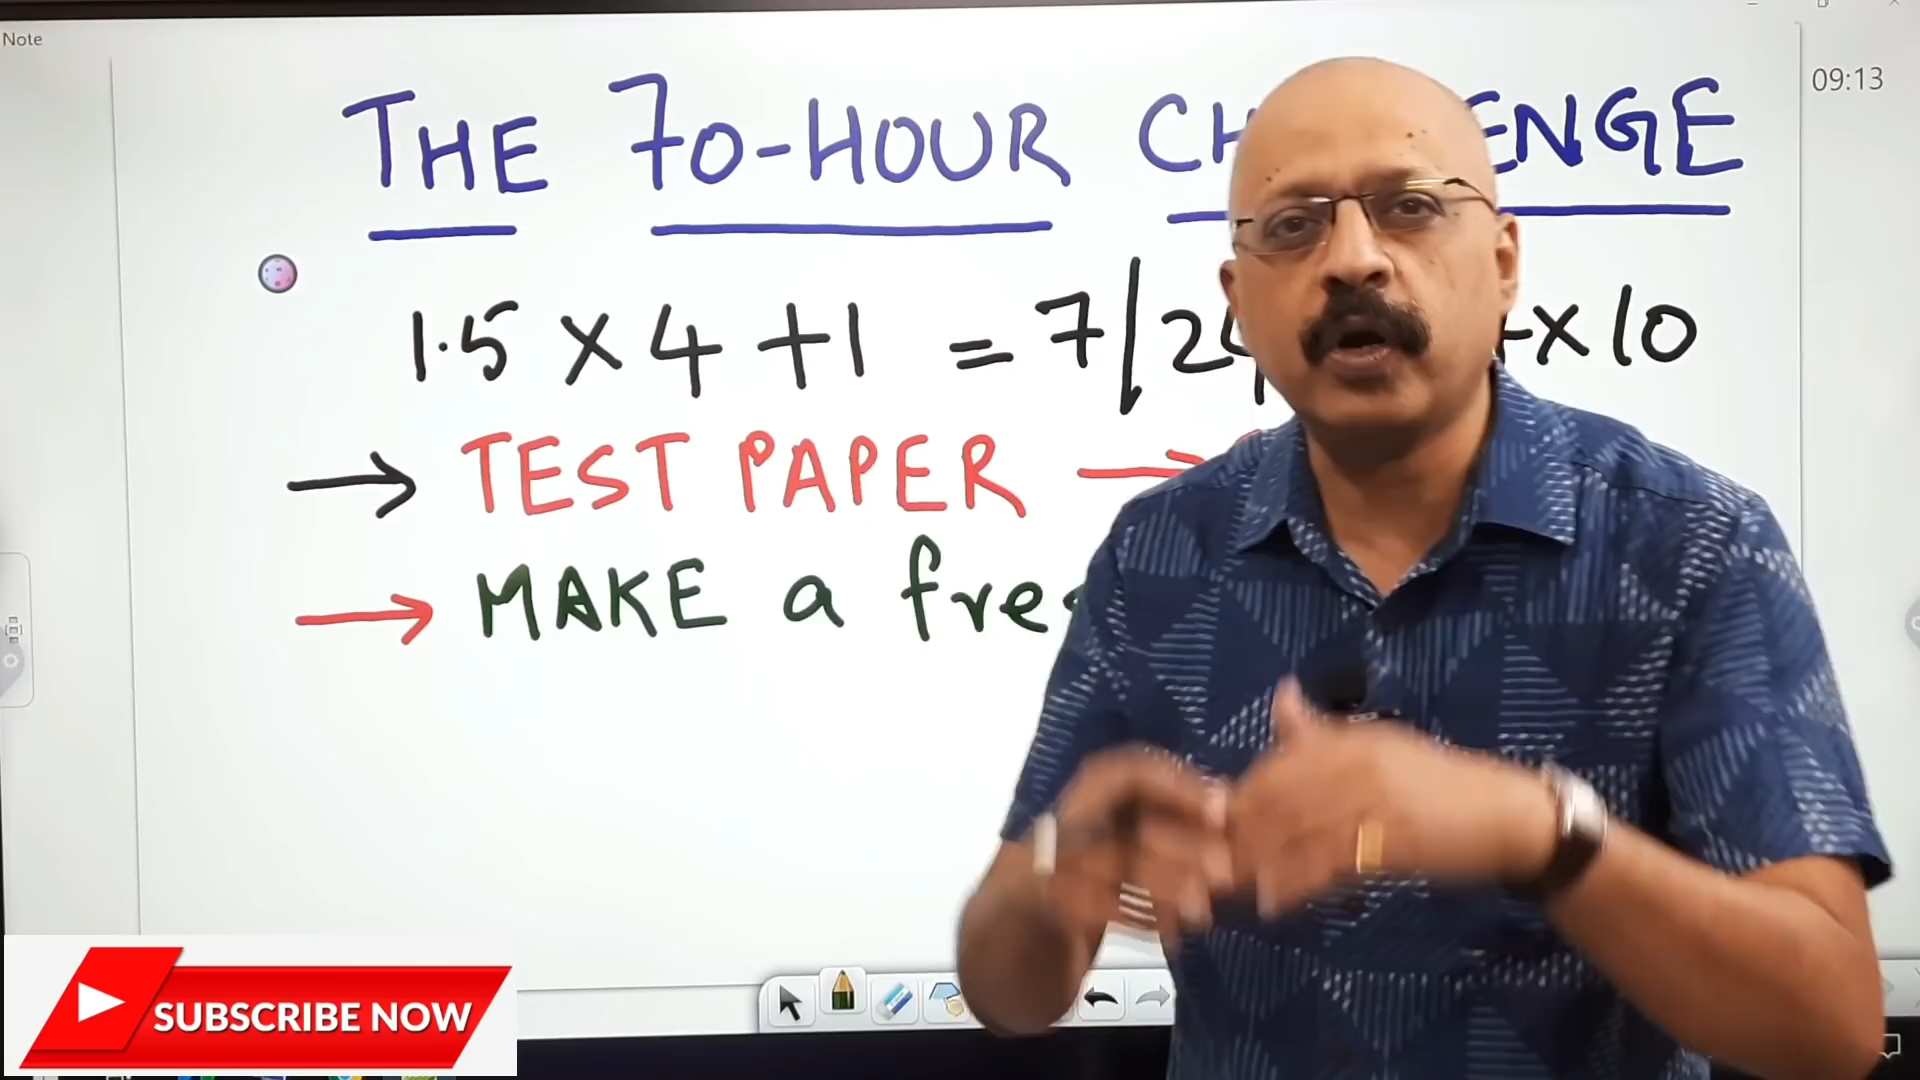 Note
09:13
THE 70-HOUR CH ENGE
1.5 × 4 + 1 = 7/24 × 10
TEST PAPER
MAKE a fre
SUBSCRIBE NOW